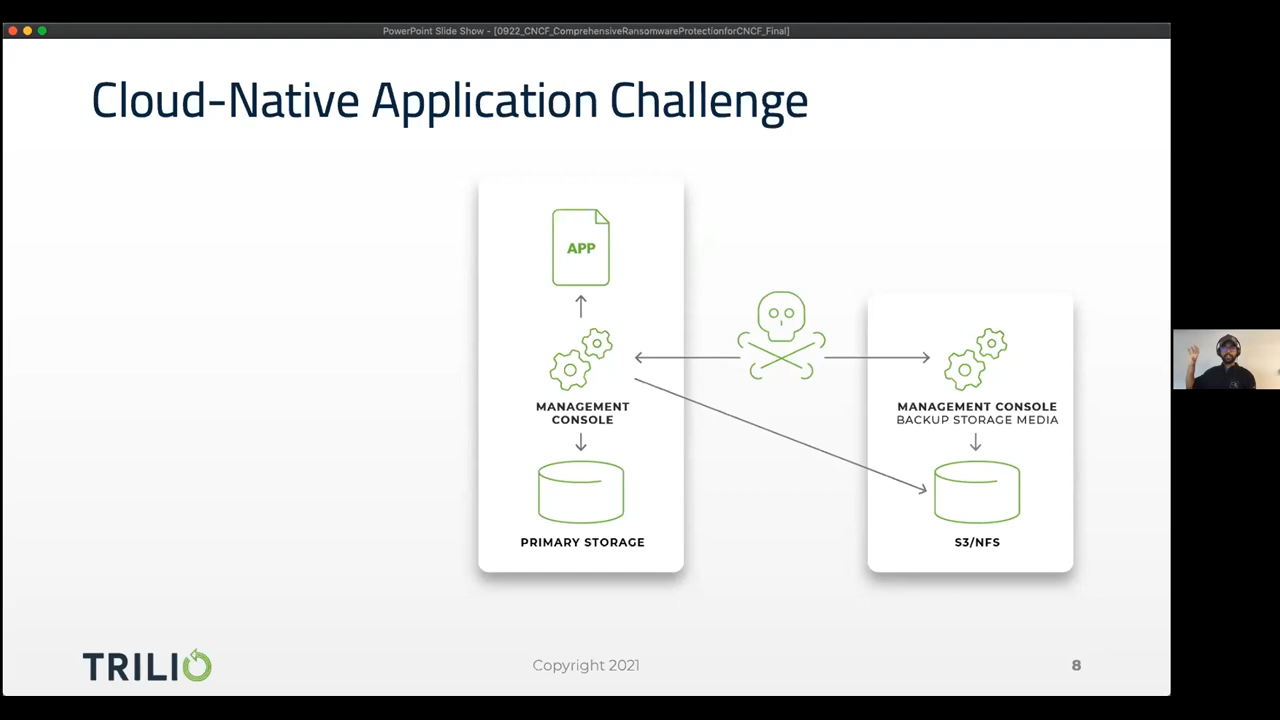 PowerPoint Slide Show - [0922_CNCF_ComprehensiveRansomwareProtectionforCNCF_Final]
Cloud-Native Application Challenge
APP
MANAGEMENT
CONSOLE
PRIMARY STORAGE
MANAGEMENT CONSOLE
BACKUP STORAGE MEDIA
S3/NFS
TRILIO
Copyright 2021
8